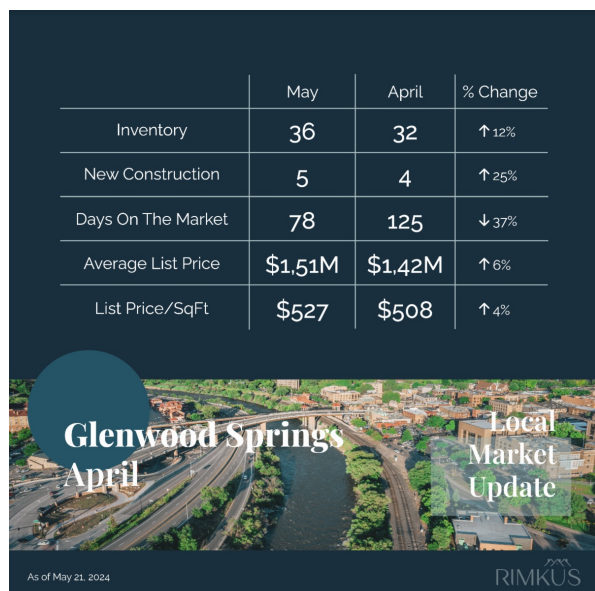 May April % Change
Inventory 36 32 ↑ 12%
New Construction 5 4 ↑ 25%
Days On The Market 78 125 ↓ 37%
Average List Price $1,51M $1,42M ↑ 6%
List Price/SqFt $527 $508 ↑ 4%
Glenwood Springs
April
Local
Market
Update
As of May 21, 2024
RIMKUS